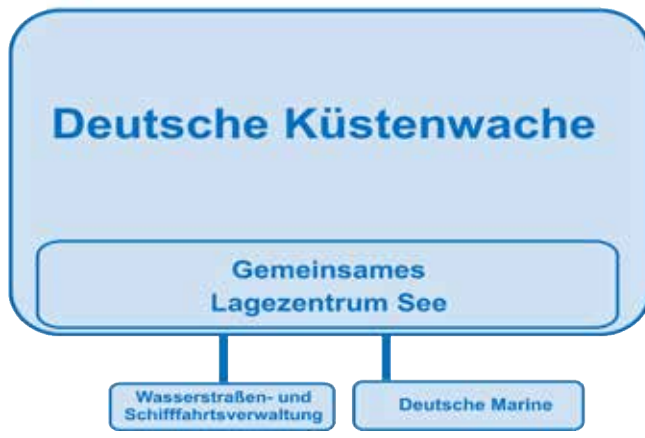 Deutsche Küstenwache
Gemeinsames
Lagezentrum See
Wasserstraßen- und
Schifffahrtsverwaltung
Deutsche Marine